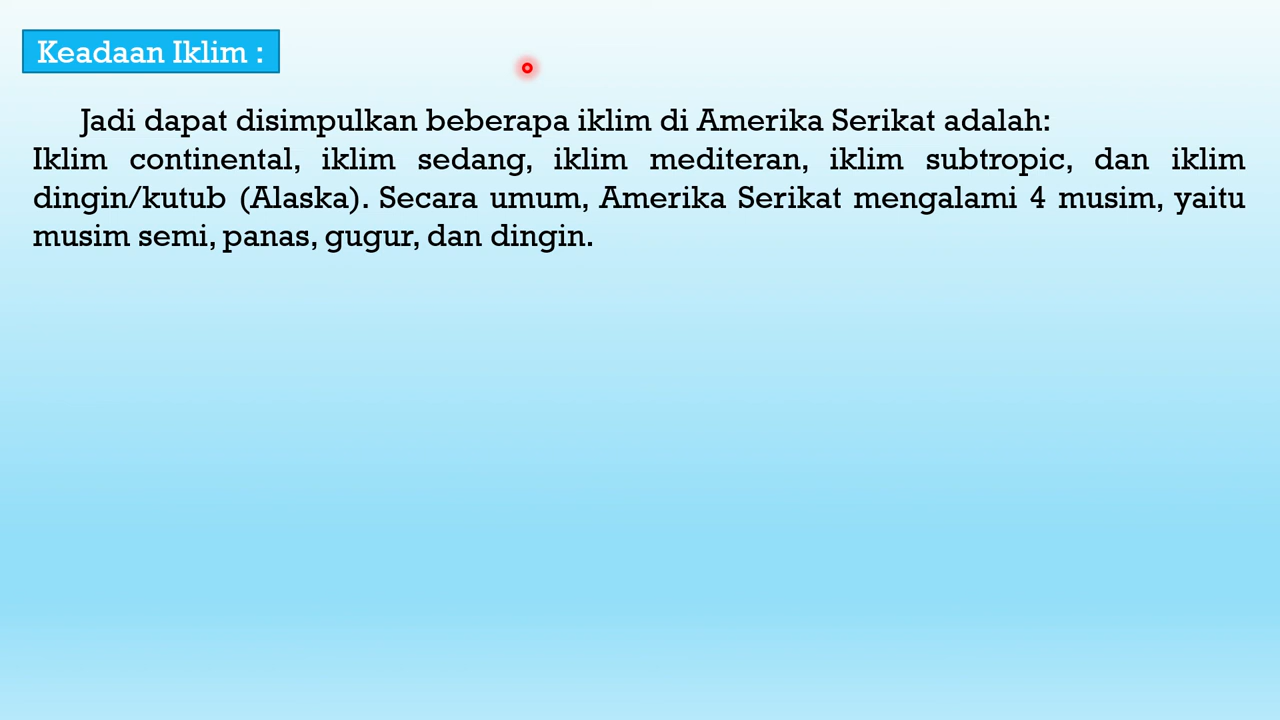 Keadaan Iklim :
Jadi dapat disimpulkan beberapa iklim di Amerika Serikat adalah:
Iklim continental, iklim sedang, iklim mediteran, iklim subtropic, dan iklim
dingin/kutub (Alaska). Secara umum, Amerika Serikat mengalami 4 musim, yaitu
musim semi, panas, gugur, dan dingin.